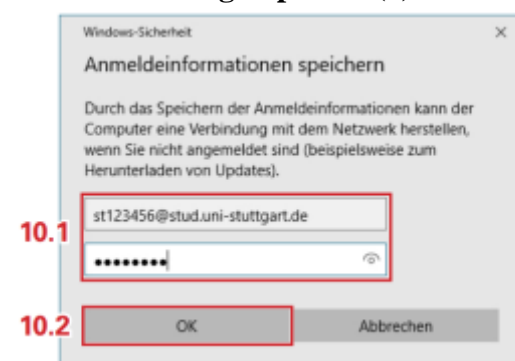 Windows-Sicherheit
Anmeldeinformationen speichern
Durch das Speichern der Anmeldeinformationen kann der
Computer eine Verbindung mit dem Netzwerk herstellen,
wenn Sie nicht angemeldet sind (beispielsweise zum
Herunterladen von Updates).
10.1
st123456@stud.uni-stuttgart.de
••••••••
10.2
OK
Abbrechen